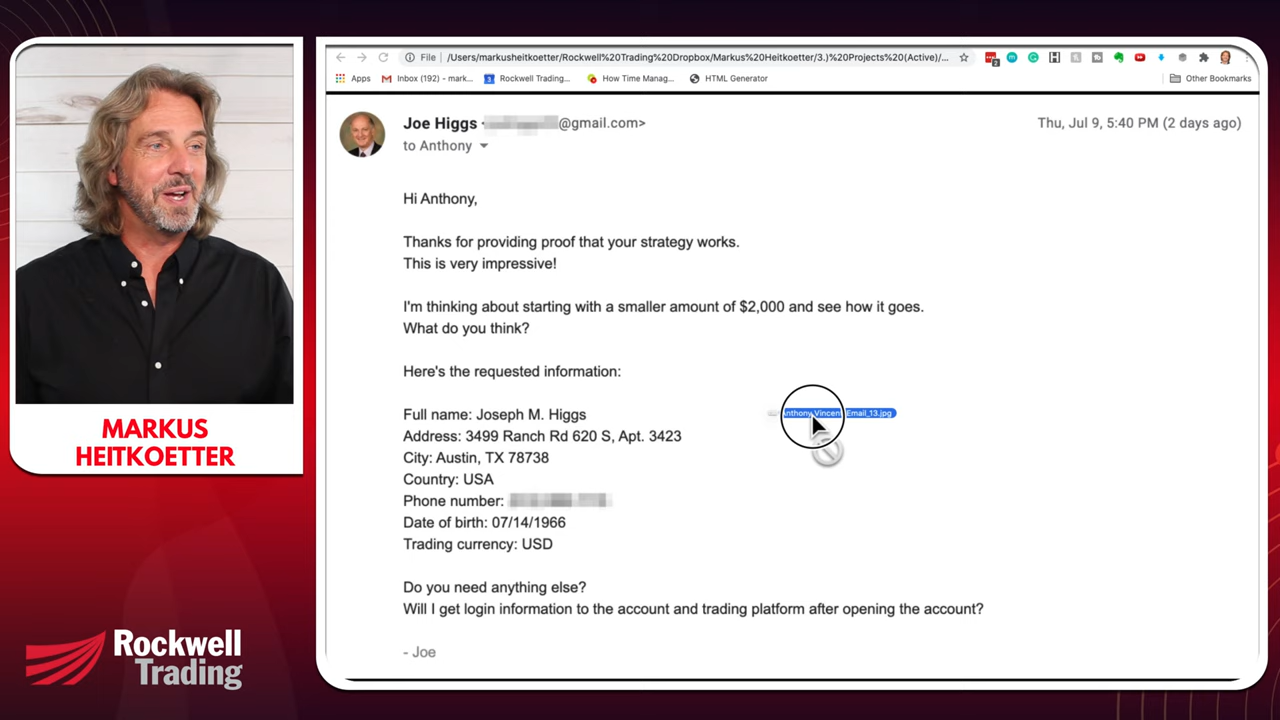 File
/Users/markusheitkoetter/Rockwell%20Trading%20Dropbox/Markus%20Heitkoetter/3.)%20Projects%20(Active)/...
Apps
Inbox (192) - mark...
Rockwell Trading...
How Time Manag...
HTML Generator
Other Bookmarks
Joe Higgs
@gmail.com>
Thu, Jul 9, 5:40 PM (2 days ago)
to Anthony
Hi Anthony,
Thanks for providing proof that your strategy works.
This is very impressive!
I'm thinking about starting with a smaller amount of $2,000 and see how it goes.
What do you think?
Here's the requested information:
Full name: Joseph M. Higgs
Anthony Vincent Email_13.jpg
Address: 3499 Ranch Rd 620 S, Apt. 3423
City: Austin, TX 78738
Country: USA
Phone number:
Date of birth: 07/14/1966
Trading currency: USD
Do you need anything else?
Will I get login information to the account and trading platform after opening the account?
- Joe
MARKUS
HEITKOETTER
Rockwell
Trading